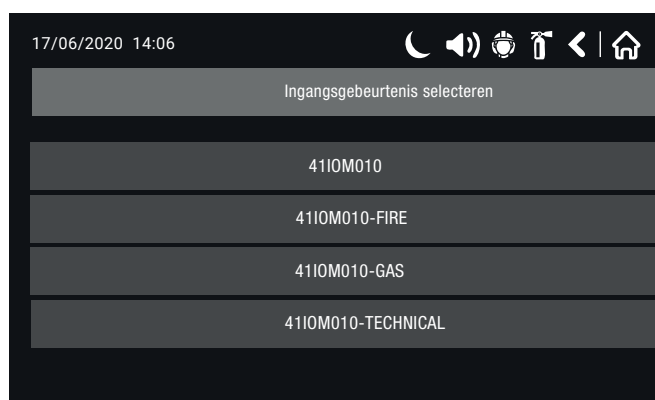 17/06/2020 14:06
Ingangsgebeurtenis selecteren
41IOM010
41IOM010-FIRE
41IOM010-GAS
41IOM010-TECHNICAL